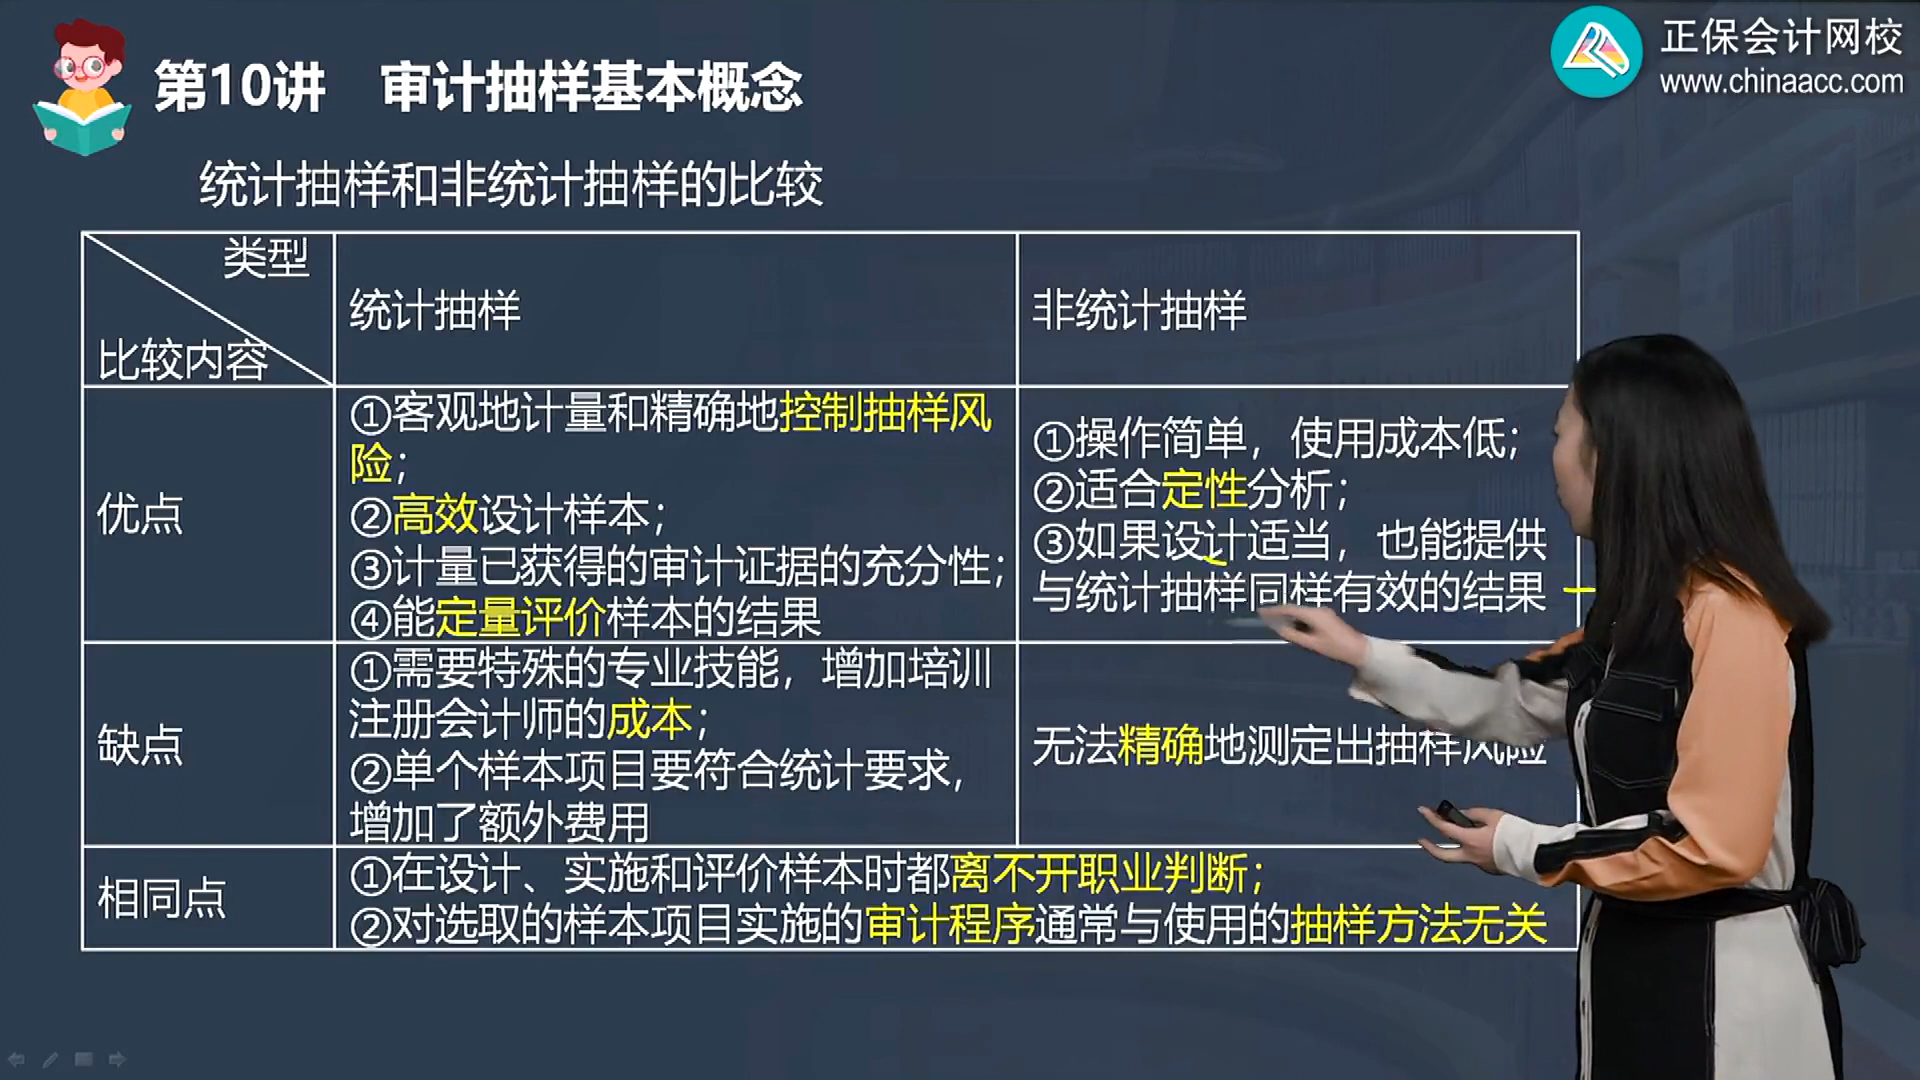 正保会计网校
www.chinaacc.com
第10讲 审计抽样基本概念
统计抽样和非统计抽样的比较
类型
比较内容
统计抽样
非统计抽样
优点
①客观地计量和精确地控制抽样风
险；
②高效设计样本；
③计量已获得的审计证据的充分性；
④能定量评价样本的结果
①操作简单，使用成本低；
②适合定性分析；
③如果设计适当，也能提供
与统计抽样同样有效的结果
缺点
①需要特殊的专业技能，增加培训
注册会计师的成本；
②单个样本项目要符合统计要求，
增加了额外费用
无法精确地测定出抽样风险
相同点
①在设计、实施和评价样本时都离不开职业判断；
②对选取的样本项目实施的审计程序通常与使用的抽样方法无关